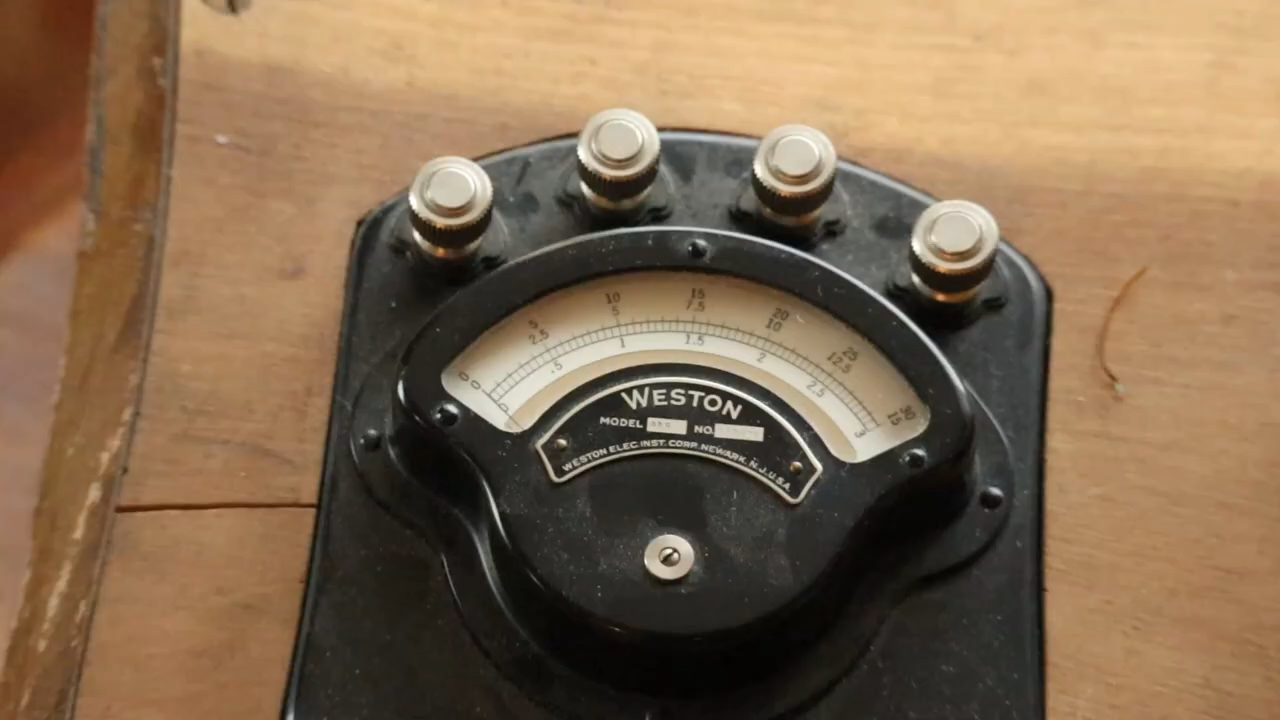 0 5 10 15 20 25 30
0 2.5 5 7.5 10 12.5 15
0 .5 1 1.5 2 2.5 3
WESTON
MODEL NO.
WESTON ELEC. INST. CORP. NEWARK, N.J., U.S.A.